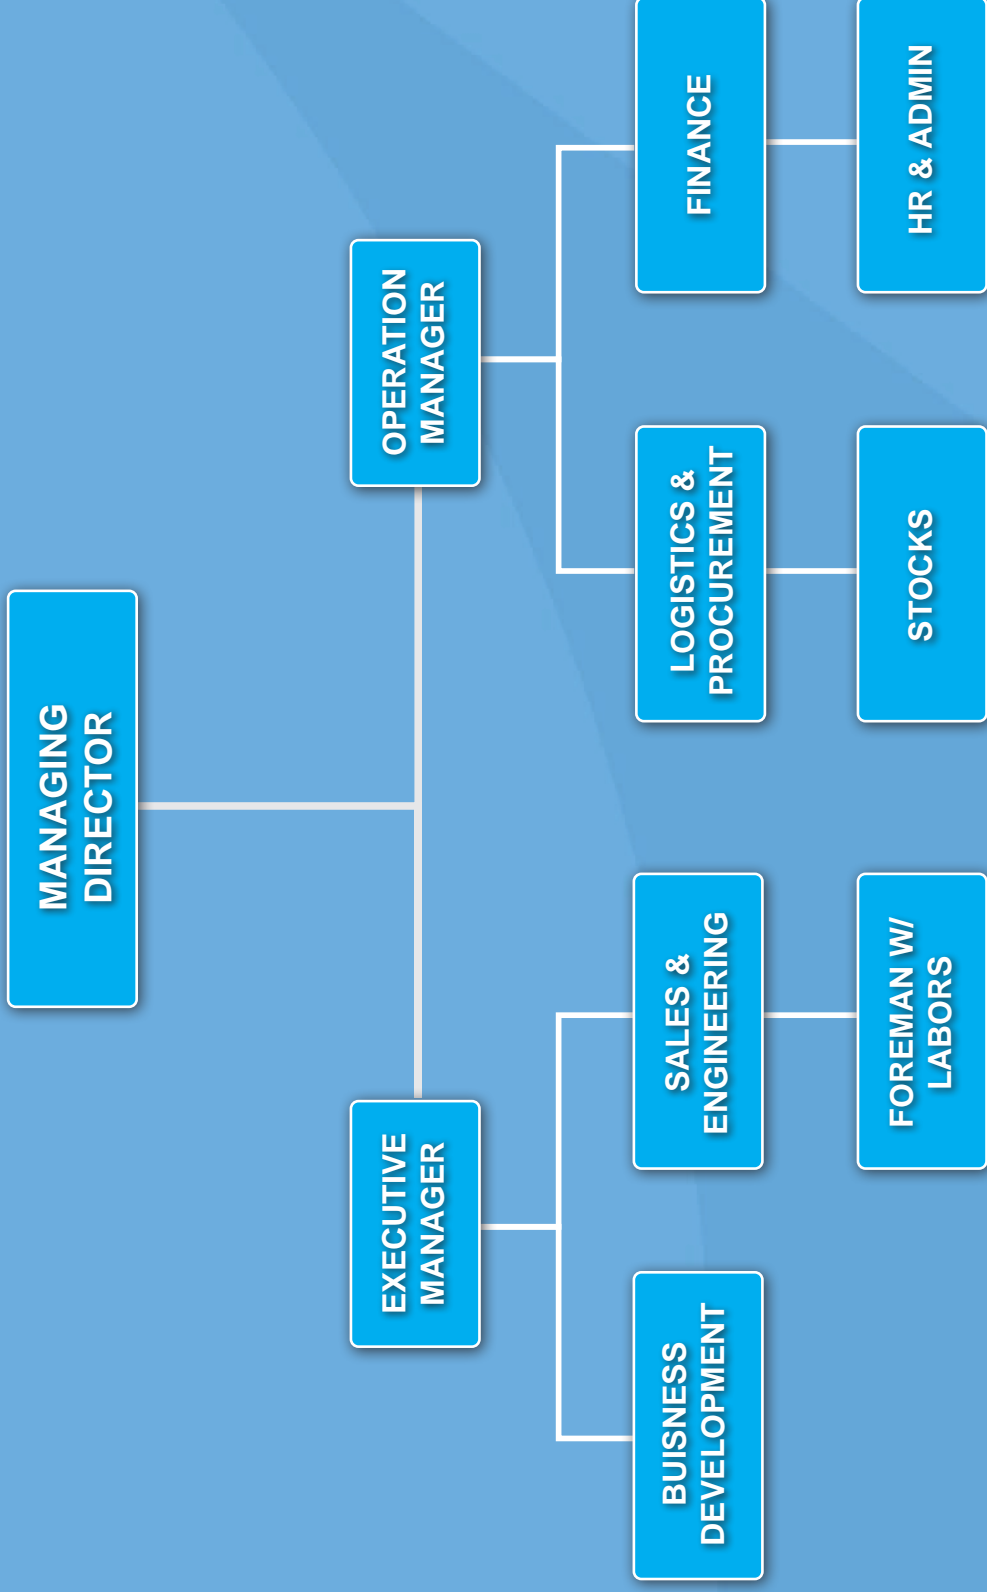 MANAGING
DIRECTOR
EXECUTIVE
MANAGER
OPERATION
MANAGER
BUISNESS
DEVELOPMENT
SALES &
ENGINEERING
LOGISTICS &
PROCUREMENT
FINANCE
FOREMAN W/
LABORS
STOCKS
HR & ADMIN